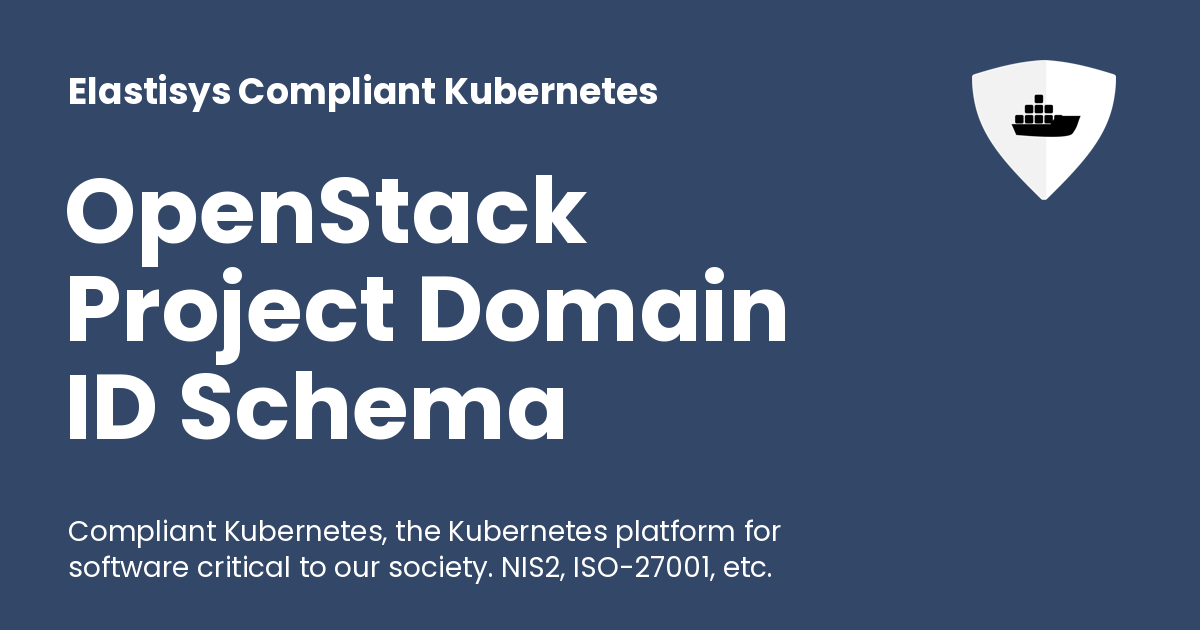 Elastisys Compliant Kubernetes
OpenStack
Project Domain
ID Schema
Compliant Kubernetes, the Kubernetes platform for
software critical to our society. NIS2, ISO-27001, etc.